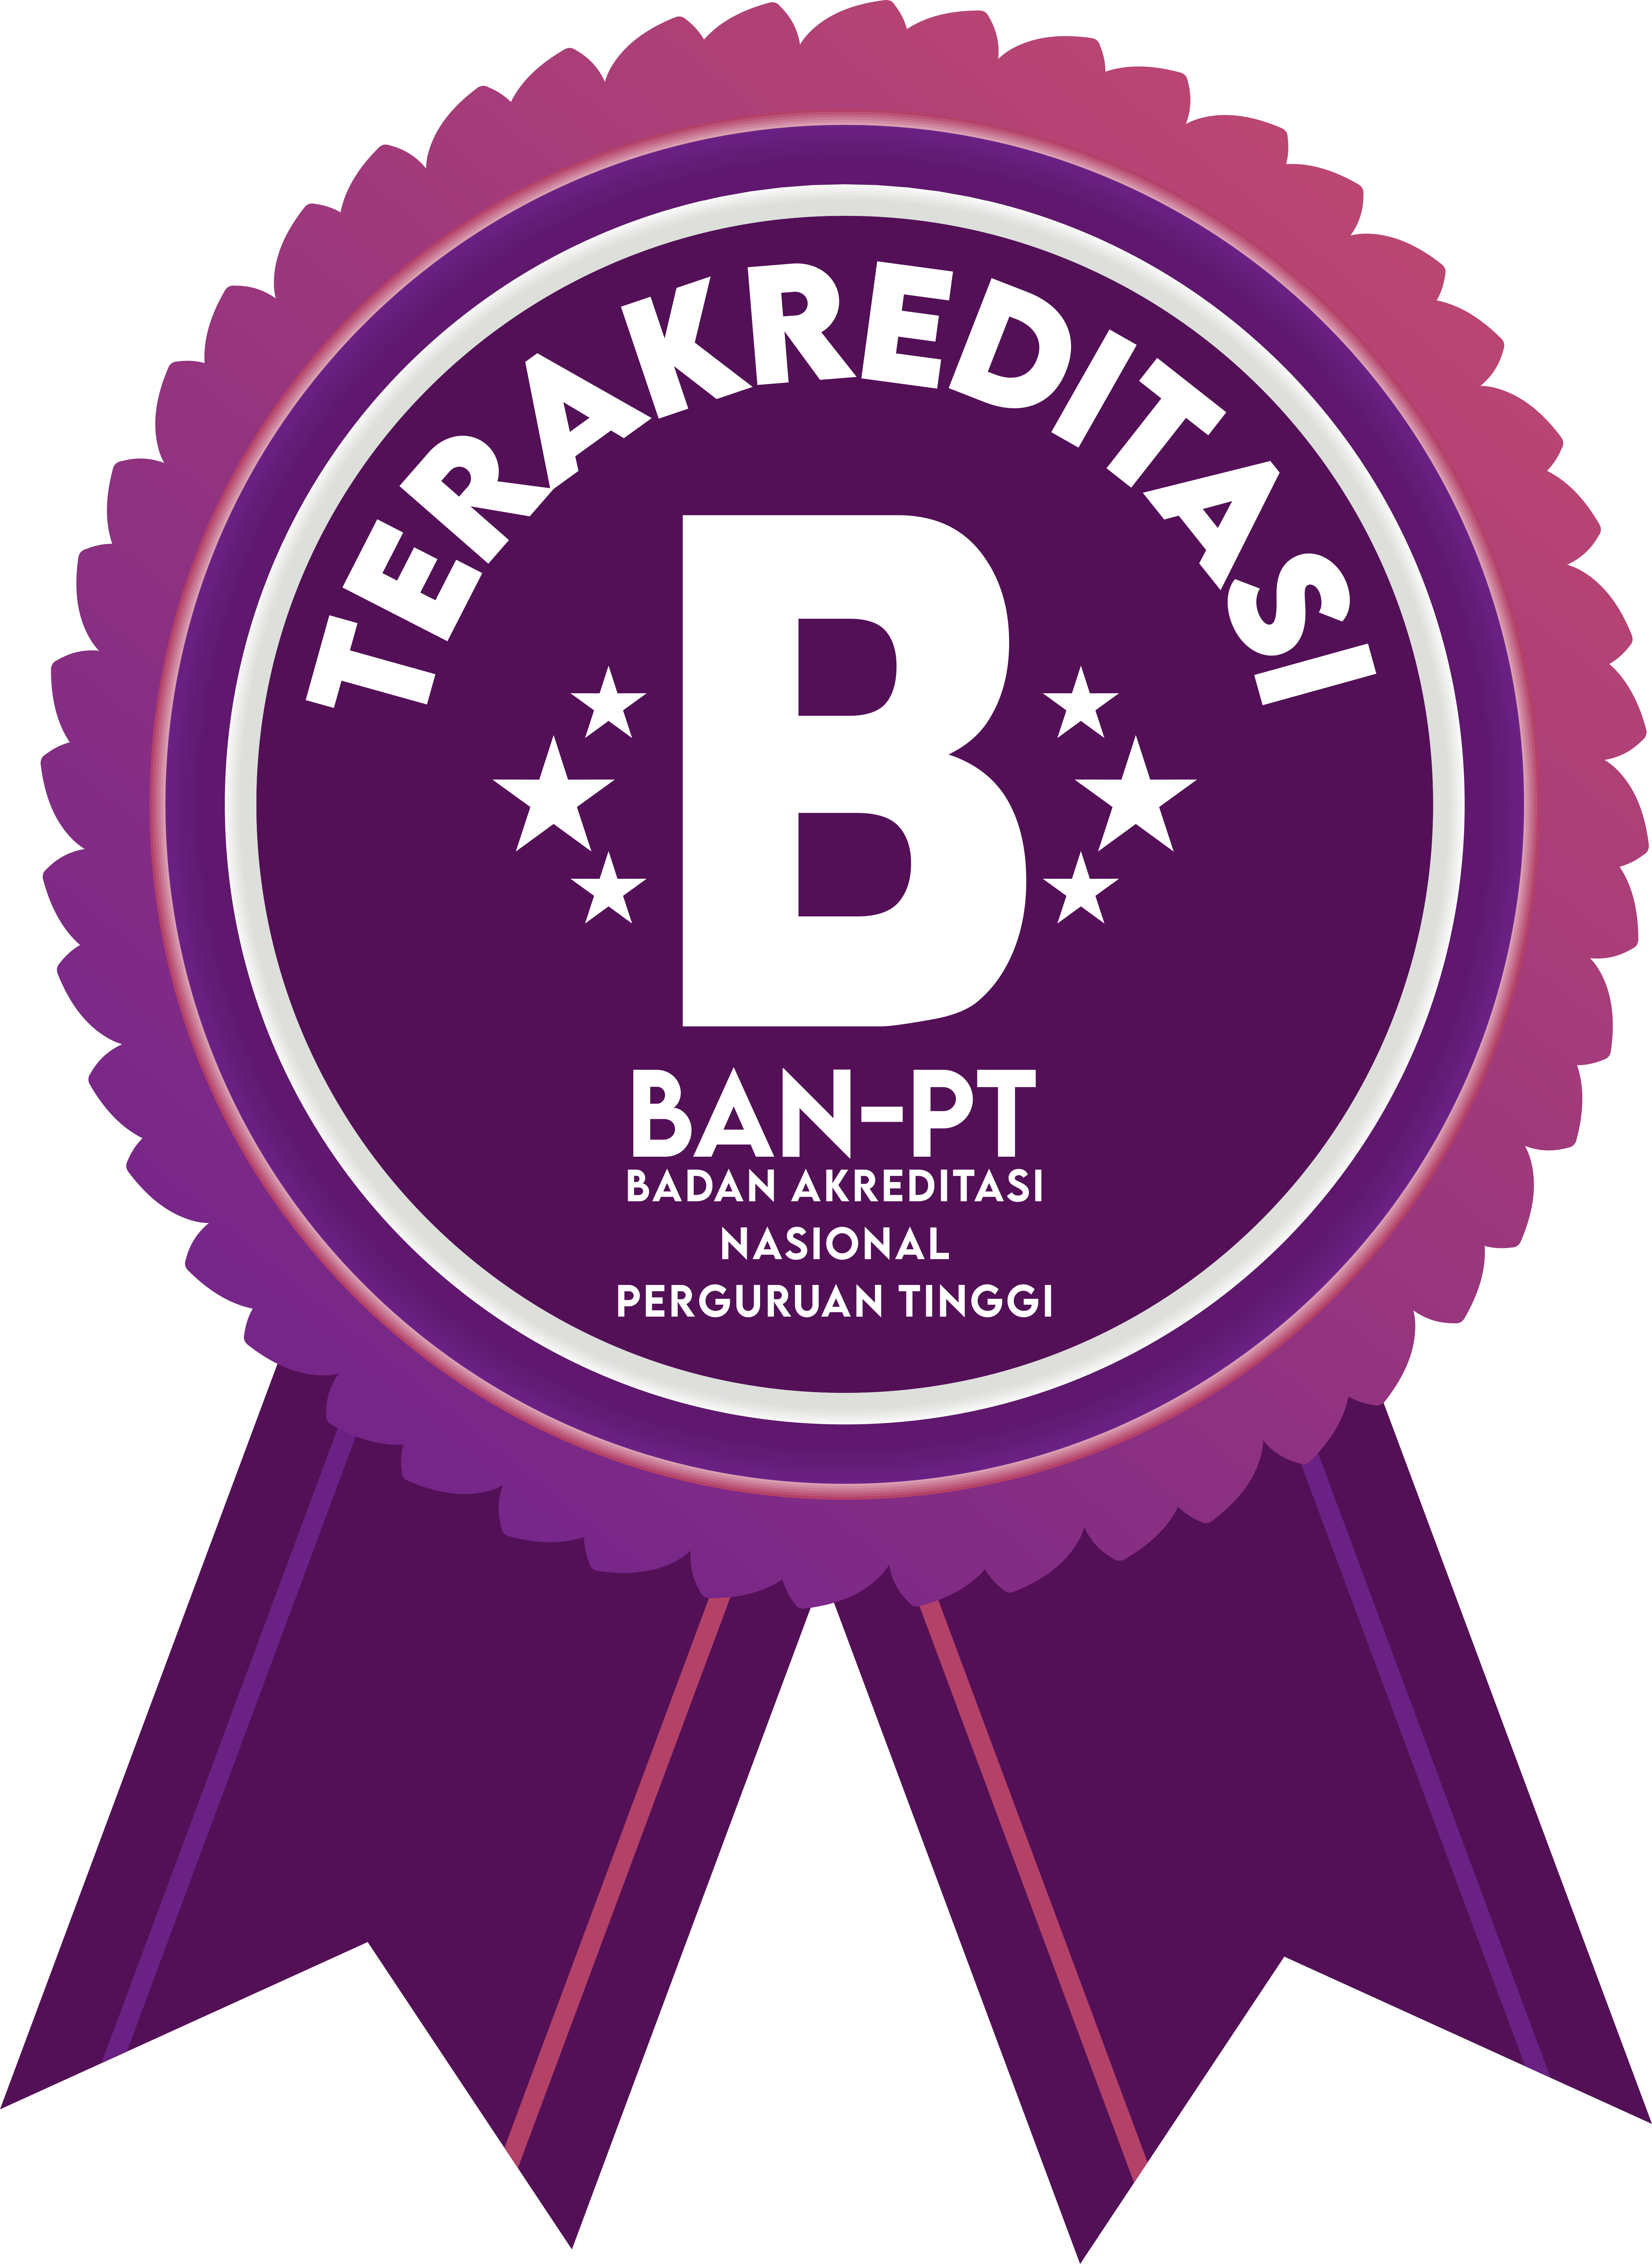 TERAKREDITASI
B
BAN-PT
BADAN AKREDITASI
NASIONAL
PERGURUAN TINGGI